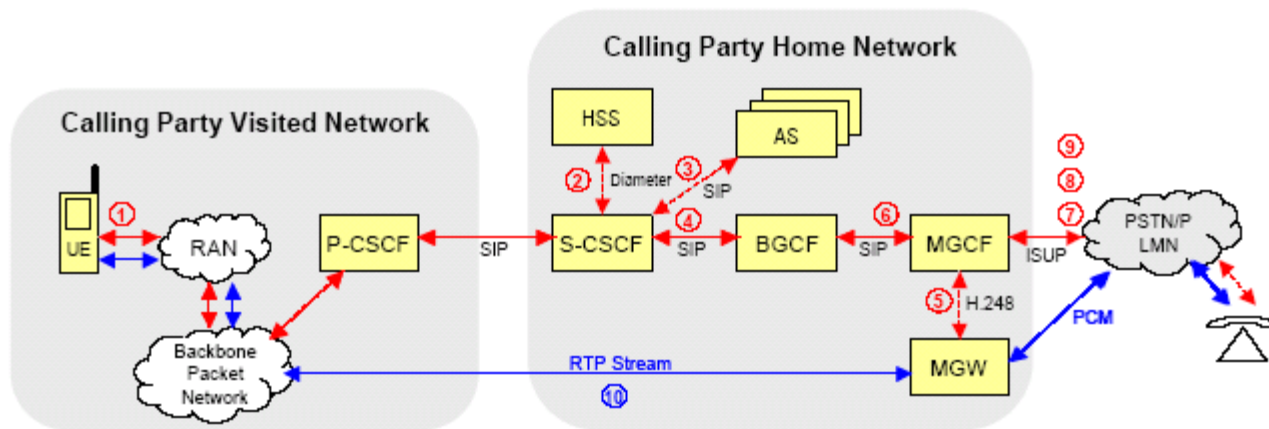 Calling Party Home Network
Calling Party Visited Network
HSS
AS
9
8
7
2
Diameter
3
SIP
1
UE
RAN
P-CSCF
SIP
S-CSCF
4
SIP
BGCF
6
SIP
MGCF
ISUP
PSTN/P
LMN
5
H.248
PCM
Backbone
Packet
Network
RTP Stream
10
MGW